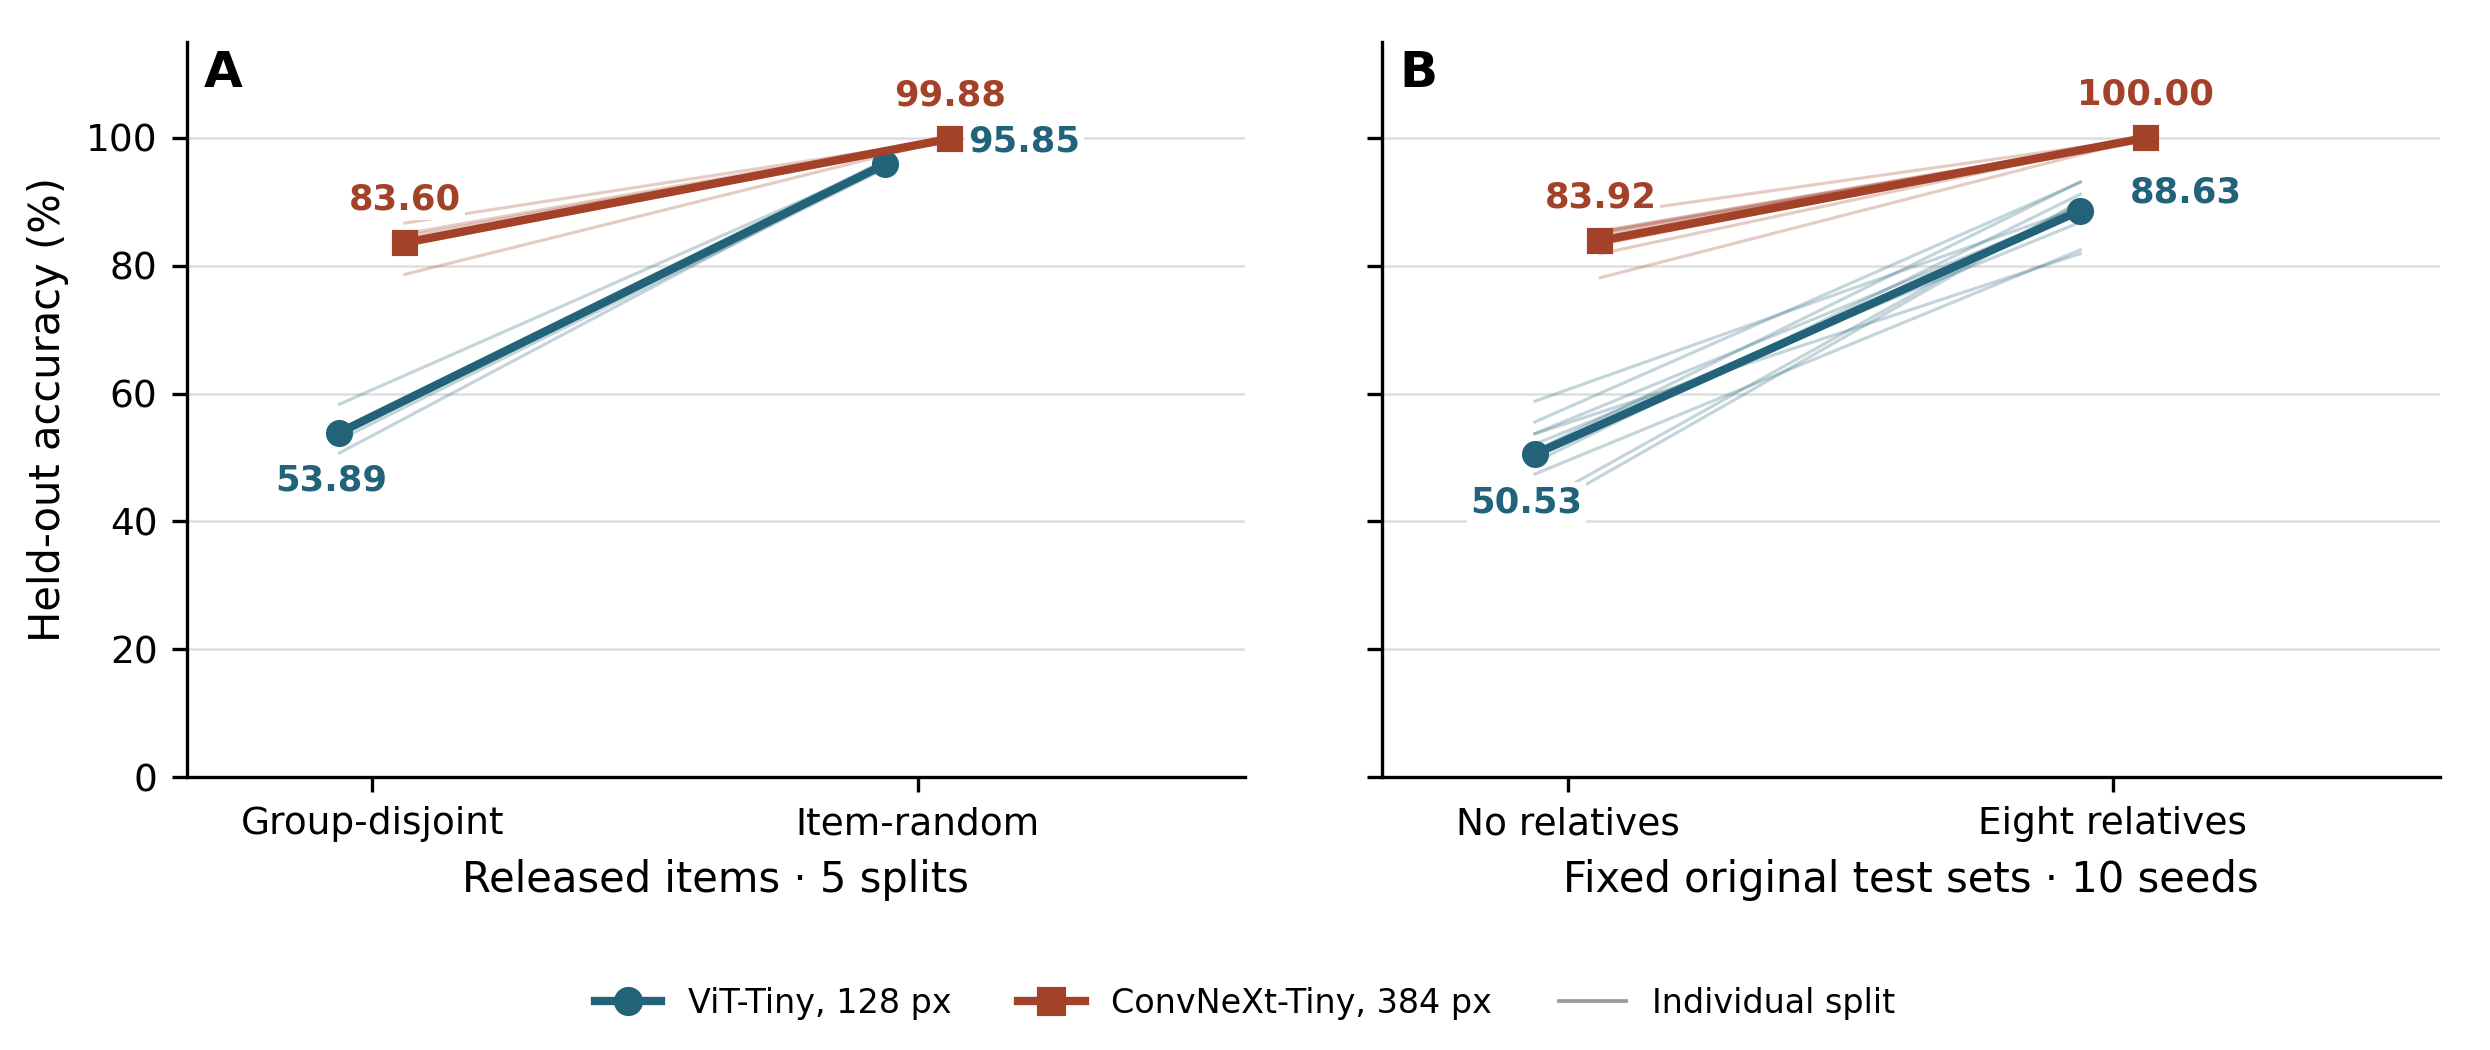 A
B
Held-out accuracy (%)
100
80
60
40
20
0
99.88
95.85
83.60
53.89
100.00
88.63
83.92
50.53
Group-disjoint
Item-random
No relatives
Eight relatives
Released items · 5 splits
Fixed original test sets · 10 seeds
ViT-Tiny, 128 px
ConvNeXt-Tiny, 384 px
Individual split